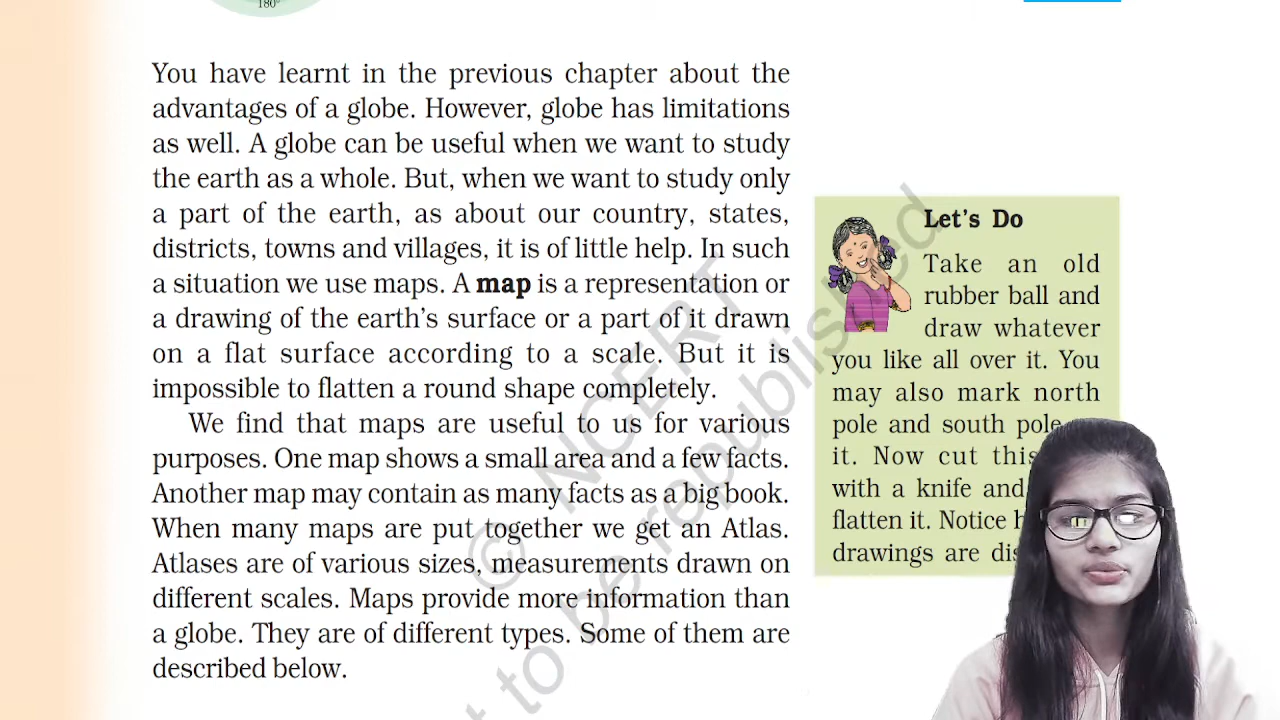 180°
You have learnt in the previous chapter about the
advantages of a globe. However, globe has limitations
as well. A globe can be useful when we want to study
the earth as a whole. But, when we want to study only
a part of the earth, as about our country, states,
districts, towns and villages, it is of little help. In such
a situation we use maps. A map is a representation or
a drawing of the earth's surface or a part of it drawn
on a flat surface according to a scale. But it is
impossible to flatten a round shape completely.
We find that maps are useful to us for various
purposes. One map shows a small area and a few facts.
Another map may contain as many facts as a big book.
When many maps are put together we get an Atlas.
Atlases are of various sizes, measurements drawn on
different scales. Maps provide more information than
a globe. They are of different types. Some of them are
described below.
Let's Do
Take an old
rubber ball and
draw whatever
you like all over it. You
may also mark north
pole and south pole
it. Now cut this
with a knife and
flatten it. Notice
drawings are
© NCERT
to be republished